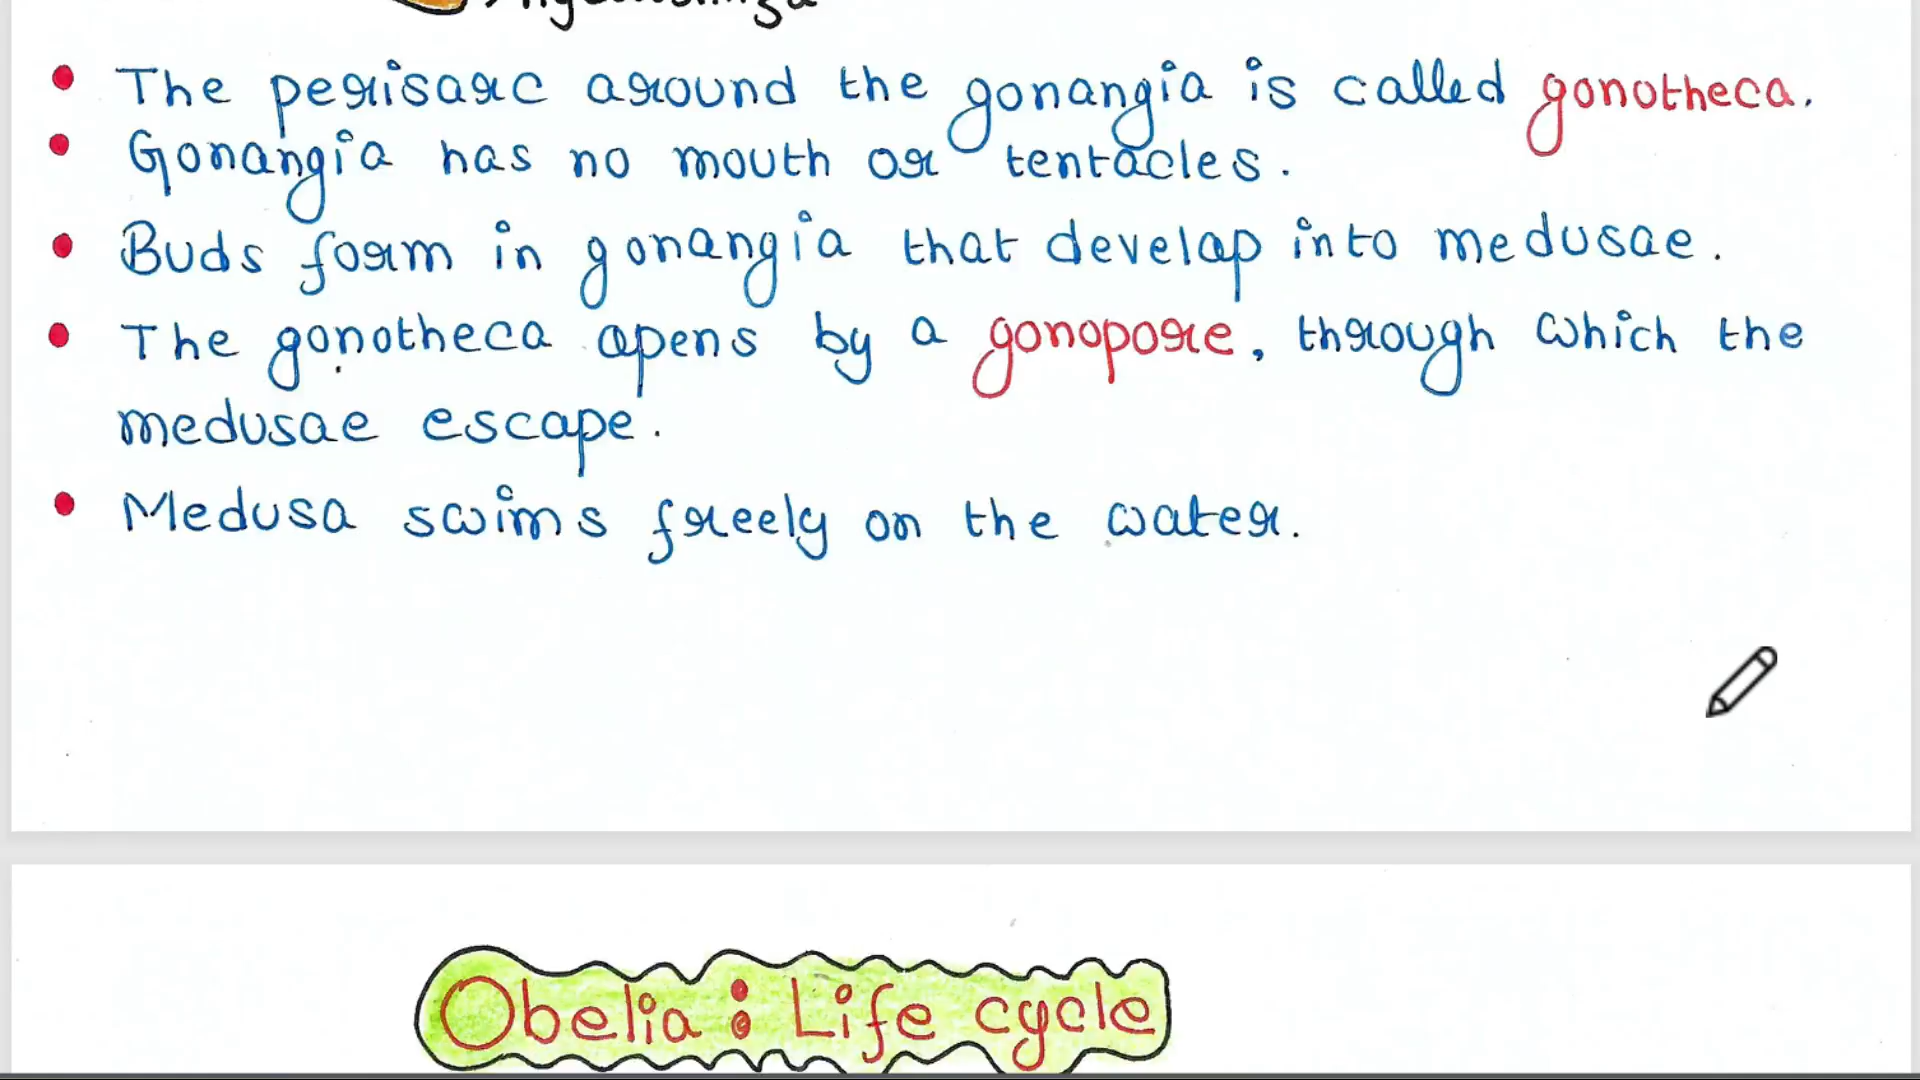 • The perisarc around the gonangia is called gonotheca.
• Gonangia has no mouth or tentacles.
• Buds form in gonangia that develop into medusae.
• The gonotheca opens by a gonopore, through which the
medusae escape.
• Medusa swims freely on the water.
Obelia : Life cycle